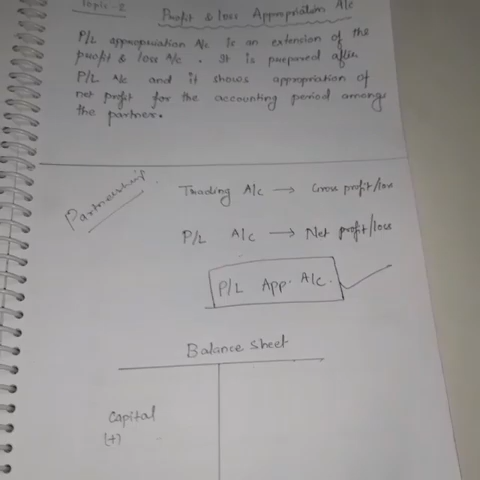 Topic-2 Profit & loss Appropriation A/c
P/L appropriation A/c is an extension of the
profit & loss A/c. It is prepared after
P/L A/c and it shows appropriation of
net profit for the accounting period among
the partner.
Partnership
Trading A/c → Gross profit/loss
P/L A/c → Net profit/loss
P/L App. A/c.
Balance sheet
Capital
(+)